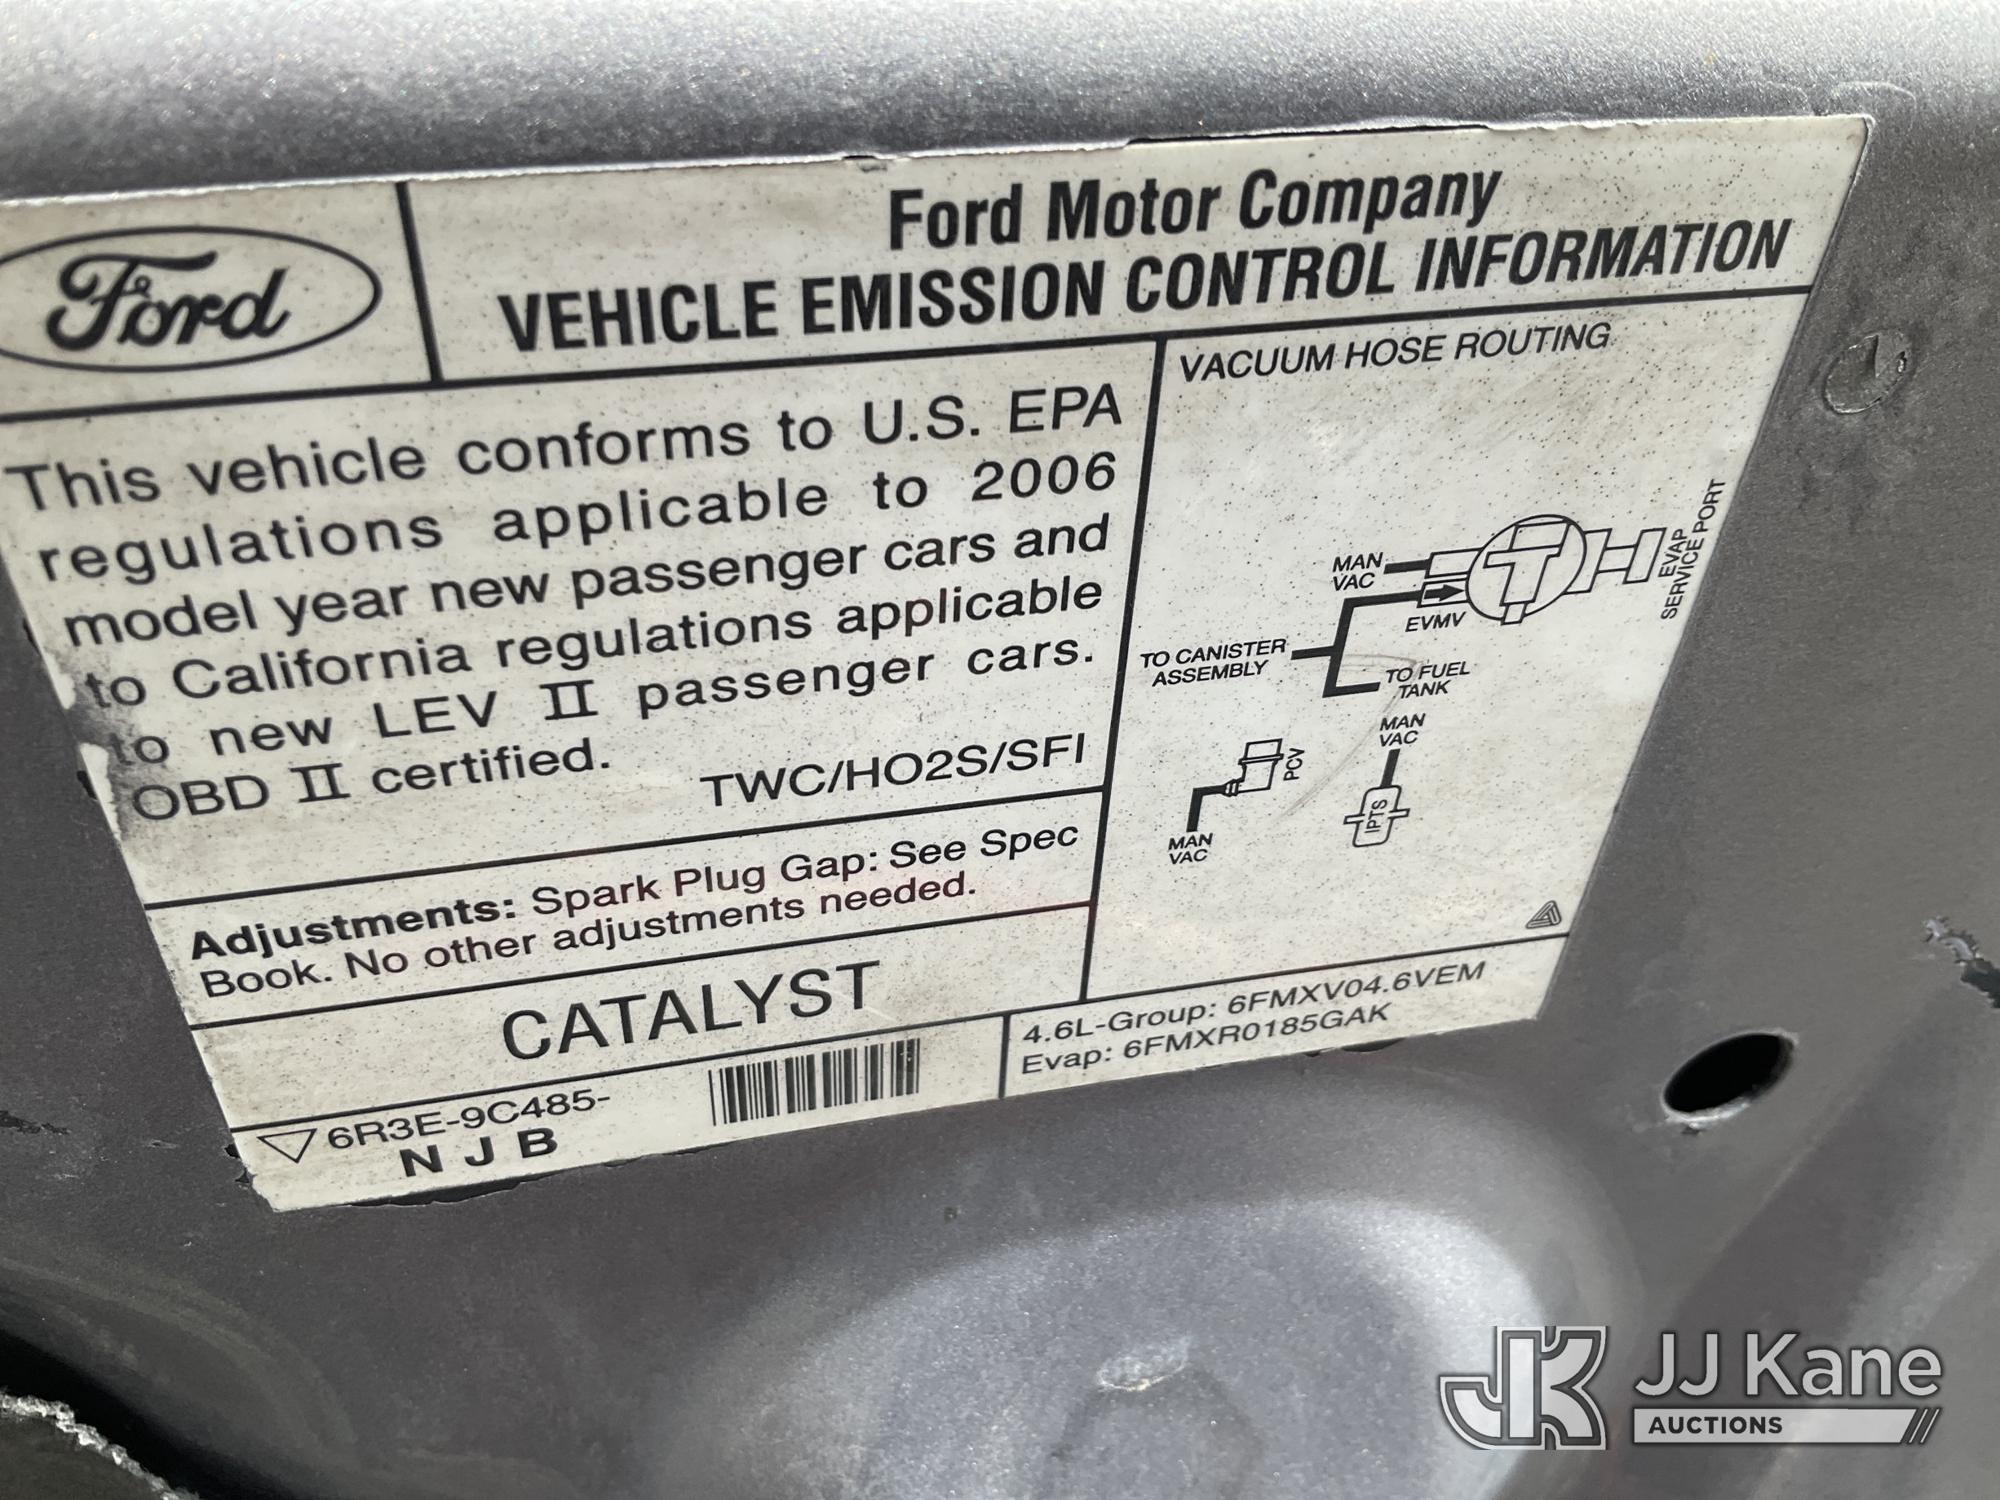 Ford
Ford Motor Company
VEHICLE EMISSION CONTROL INFORMATION
This vehicle conforms to U.S. EPA
regulations applicable to 2006
model year new passenger cars and
to California regulations applicable
to new LEV II passenger cars.
OBD II certified.
TWC/HO2S/SFI
Adjustments: Spark Plug Gap: See Spec
Book. No other adjustments needed.
CATALYST
6R3E-9C485-
N J B
VACUUM HOSE ROUTING
MAN
VAC
EVMV
EVAP
SERVICE PORT
TO CANISTER
ASSEMBLY
TO FUEL
TANK
MAN
VAC
PCV
IPTS
MAN
VAC
4.6L-Group: 6FMXV04.6VEM
Evap: 6FMXR0185GAK
JK JJ Kane
AUCTIONS